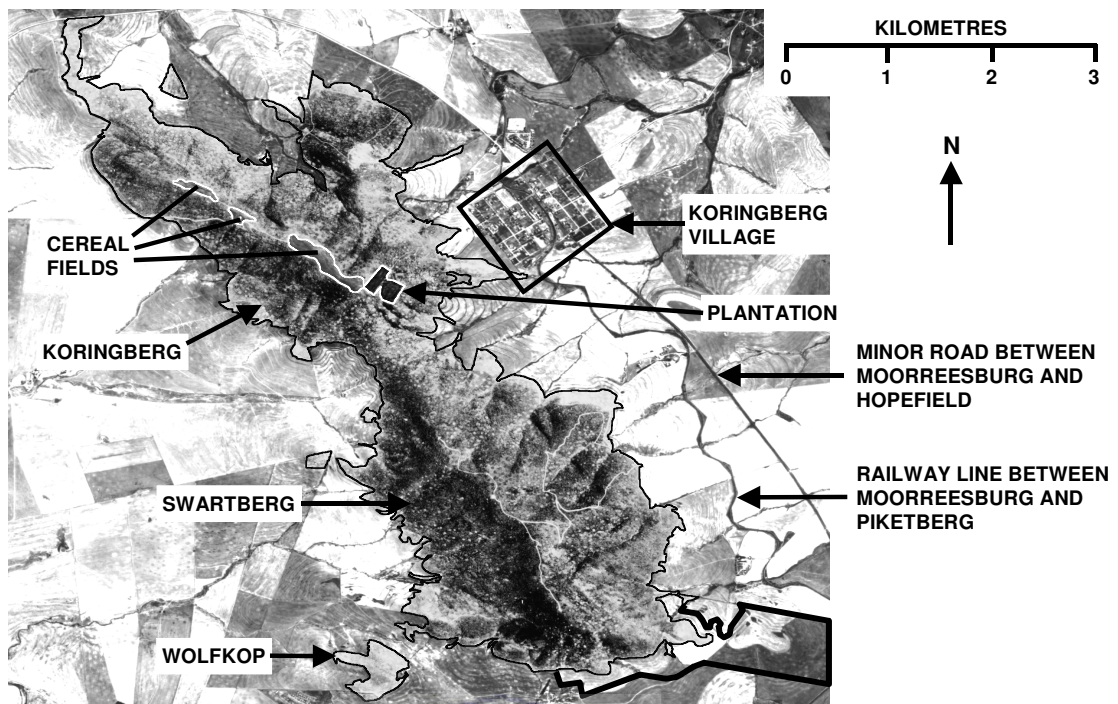 KILOMETRES
0 1 2 3
N
KORINGBERG
VILLAGE
CEREAL
FIELDS
PLANTATION
KORINGBERG
MINOR ROAD BETWEEN
MOORREESBURG AND
HOPEFIELD
SWARTBERG
RAILWAY LINE BETWEEN
MOORREESBURG AND
PIKETBERG
WOLFKOP